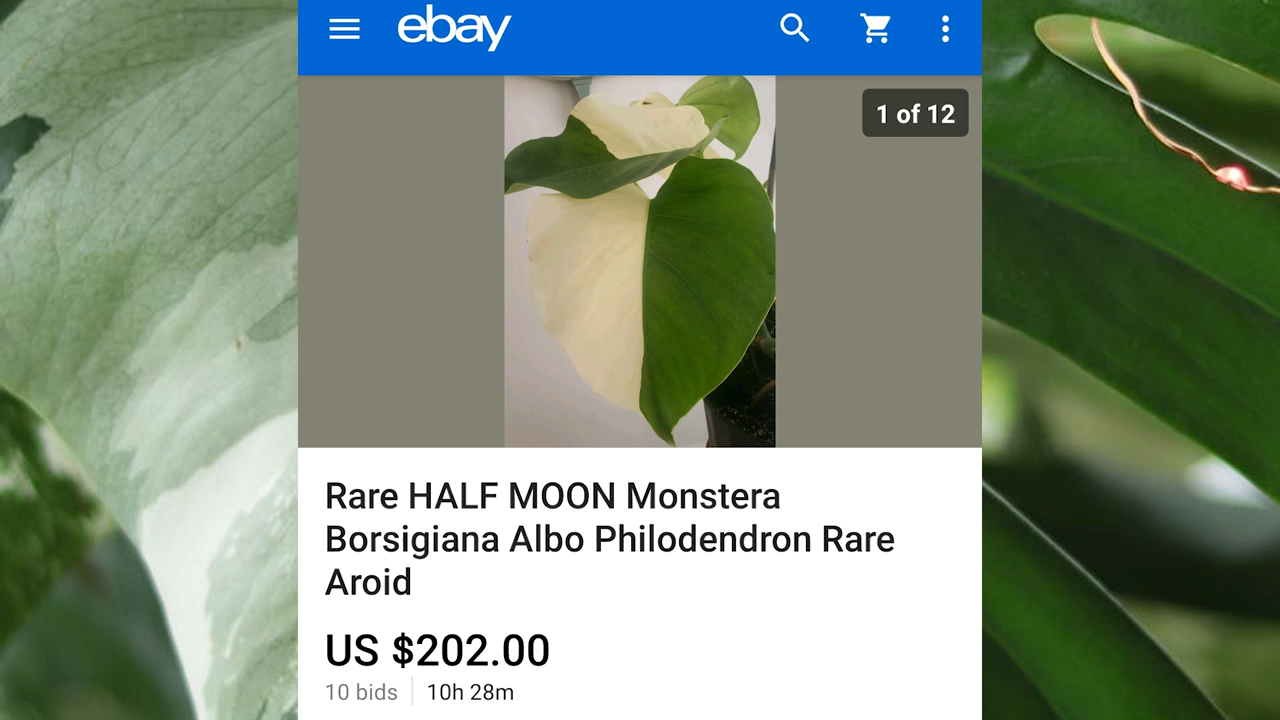 ebay
1 of 12
Rare HALF MOON Monstera
Borsigiana Albo Philodendron Rare
Aroid
US $202.00
10 bids
10h 28m